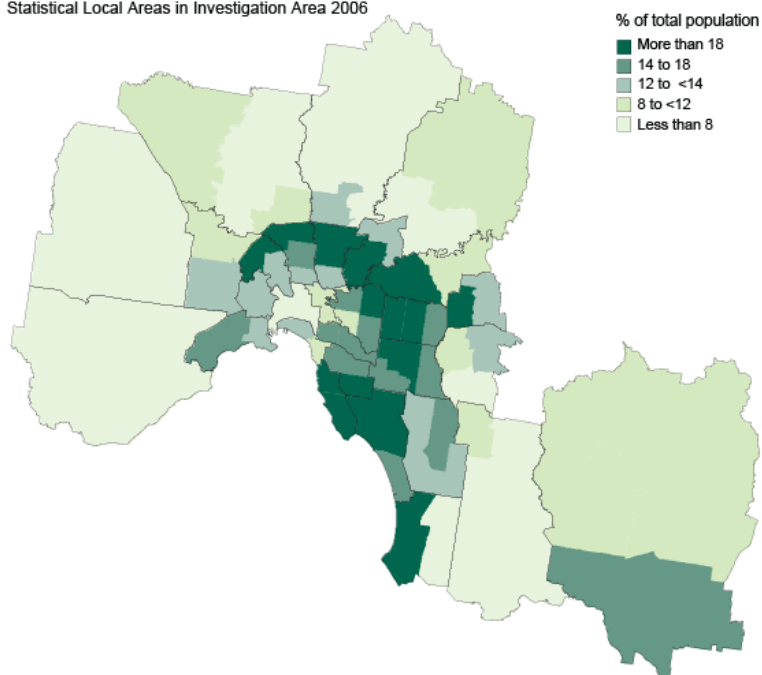 Statistical Local Areas in Investigation Area 2006
% of total population
More than 18
14 to 18
12 to <14
8 to <12
Less than 8